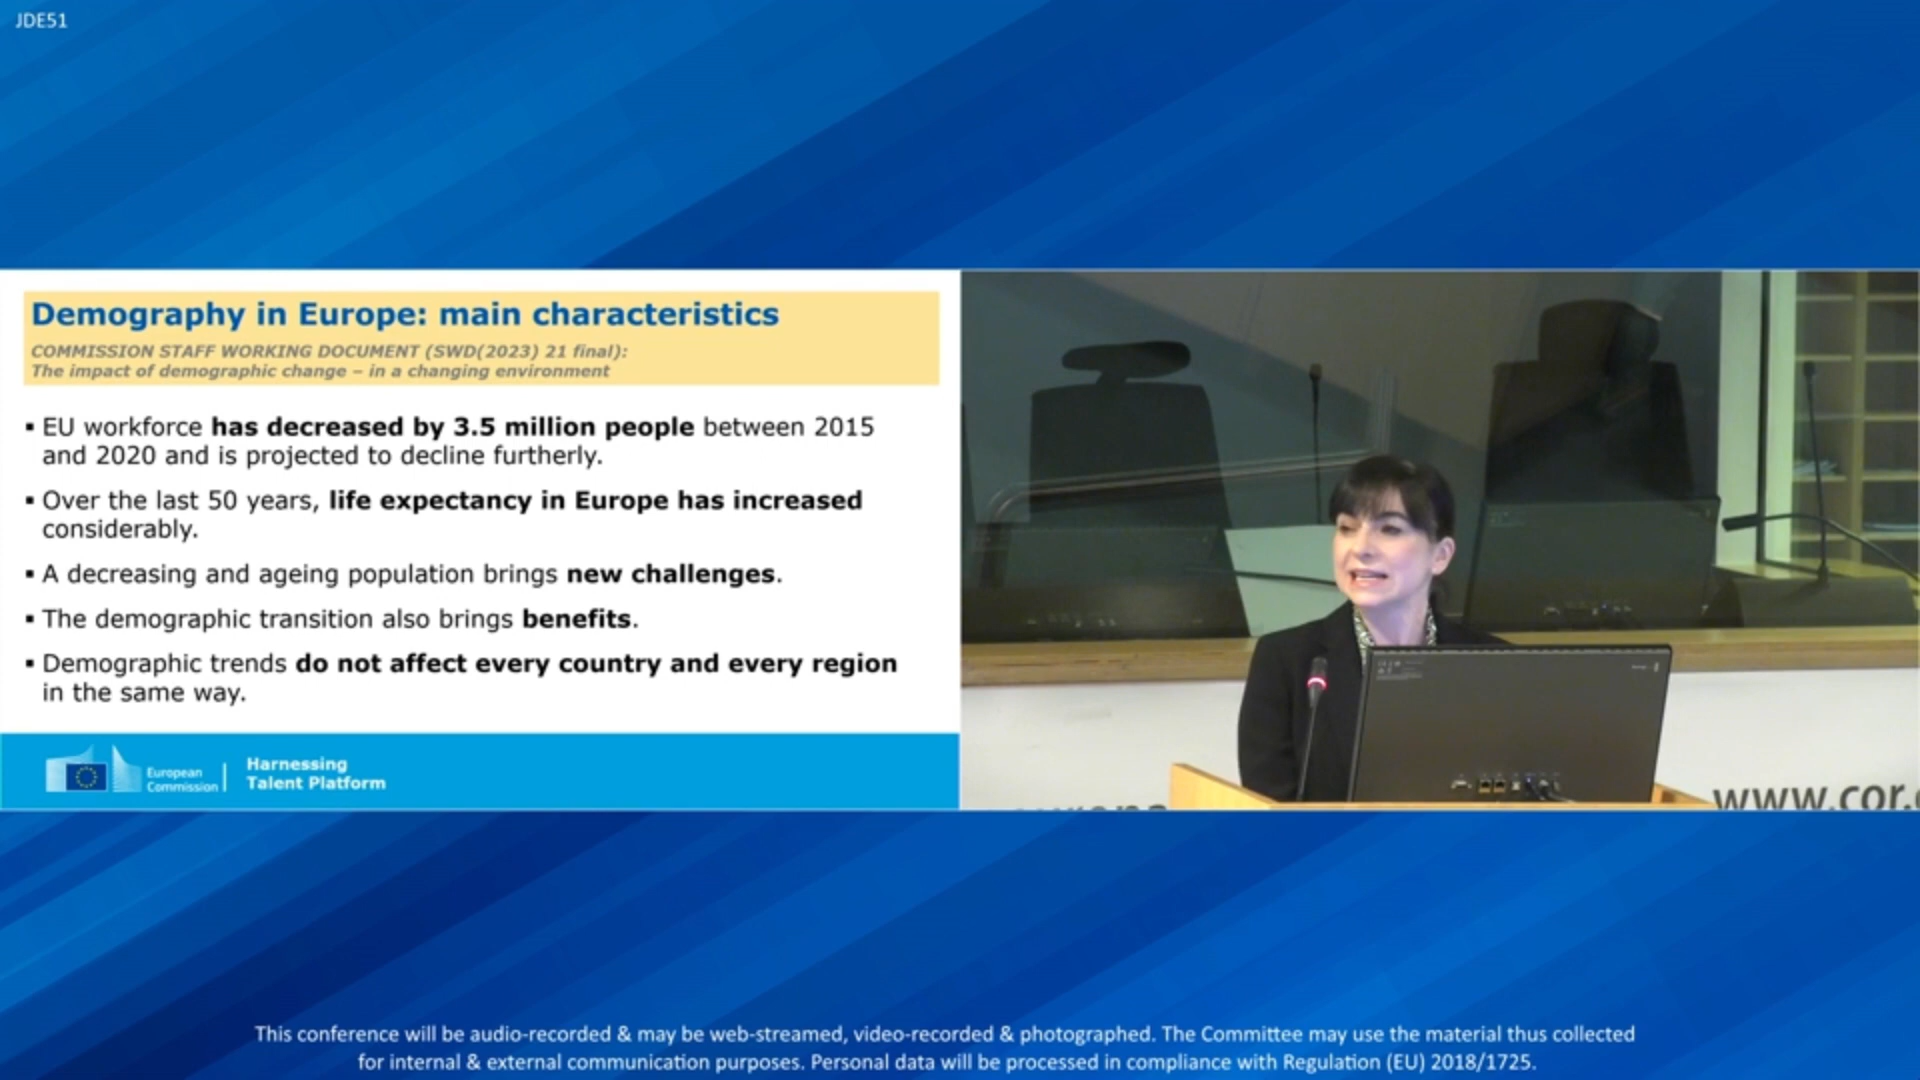 JDE51
Demography in Europe: main characteristics
COMMISSION STAFF WORKING DOCUMENT (SWD(2023) 21 final):
The impact of demographic change – in a changing environment
▪ EU workforce has decreased by 3.5 million people between 2015
and 2020 and is projected to decline furtherly.
▪ Over the last 50 years, life expectancy in Europe has increased
considerably.
▪ A decreasing and ageing population brings new challenges.
▪ The demographic transition also brings benefits.
▪ Demographic trends do not affect every country and every region
in the same way.
European
Commission
Harnessing
Talent Platform
www.cor.
This conference will be audio-recorded & may be web-streamed, video-recorded & photographed. The Committee may use the material thus collected
for internal & external communication purposes. Personal data will be processed in compliance with Regulation (EU) 2018/1725.